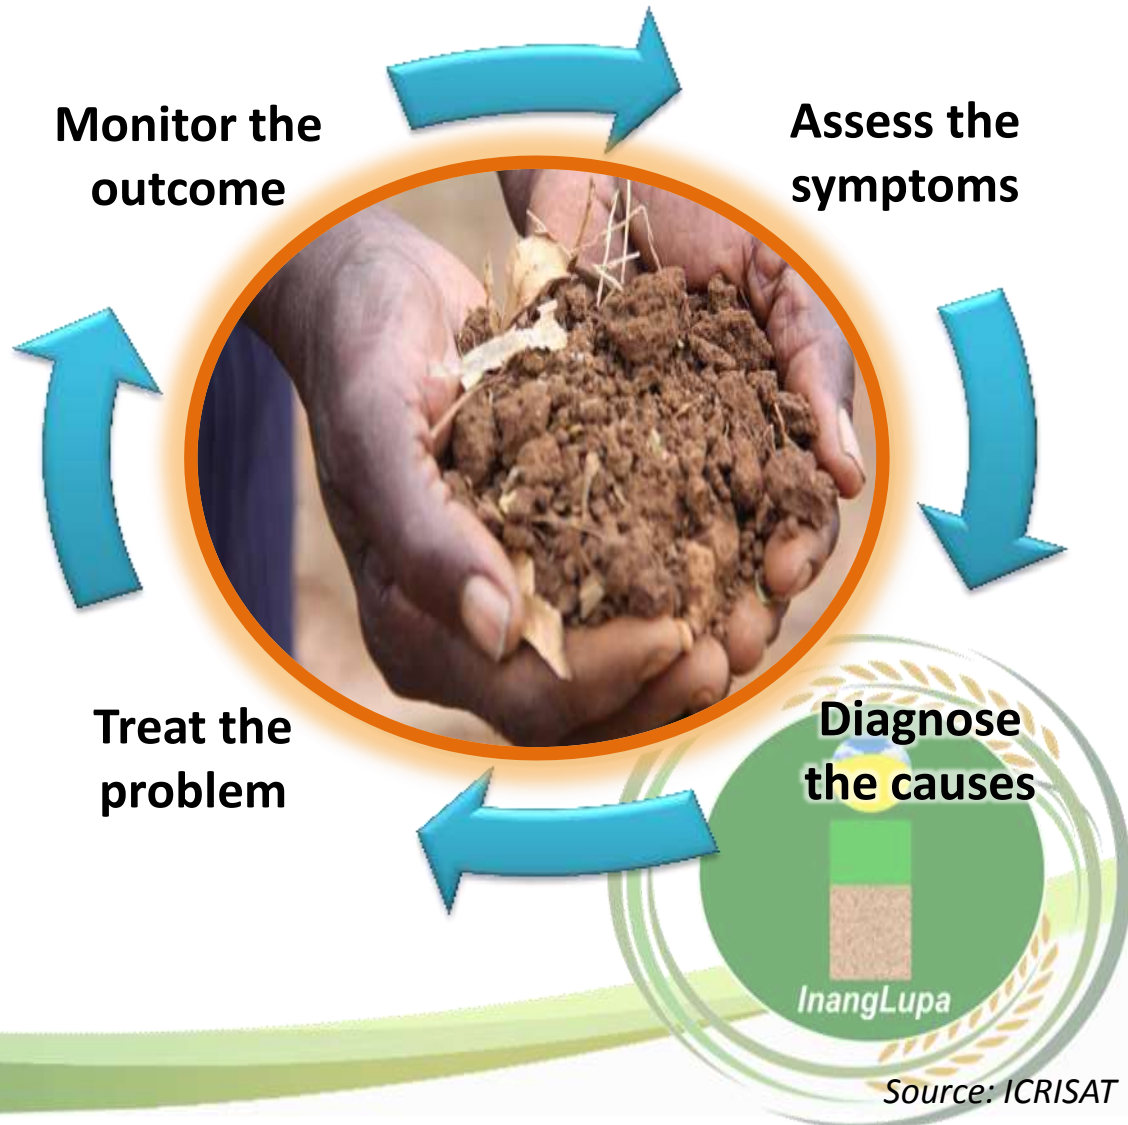 Monitor the
outcome
Assess the
symptoms
Treat the
problem
Diagnose
the causes
InangLupa
Source: ICRISAT